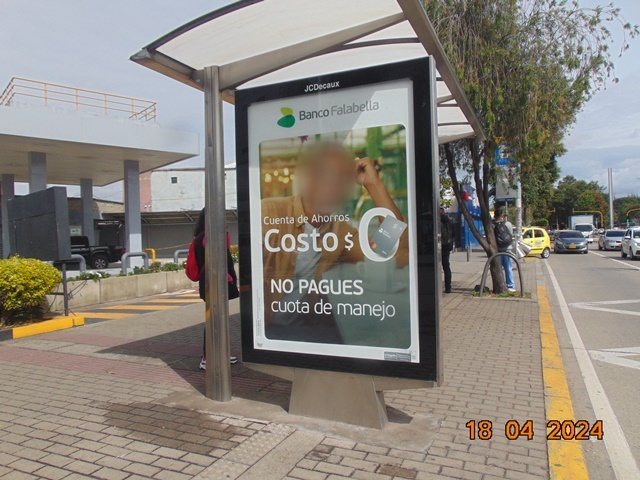 JCDecaux
Banco Falabella
Cuenta de Ahorros
Costo $ 0
NO PAGUES
cuota de manejo
18 04 2024